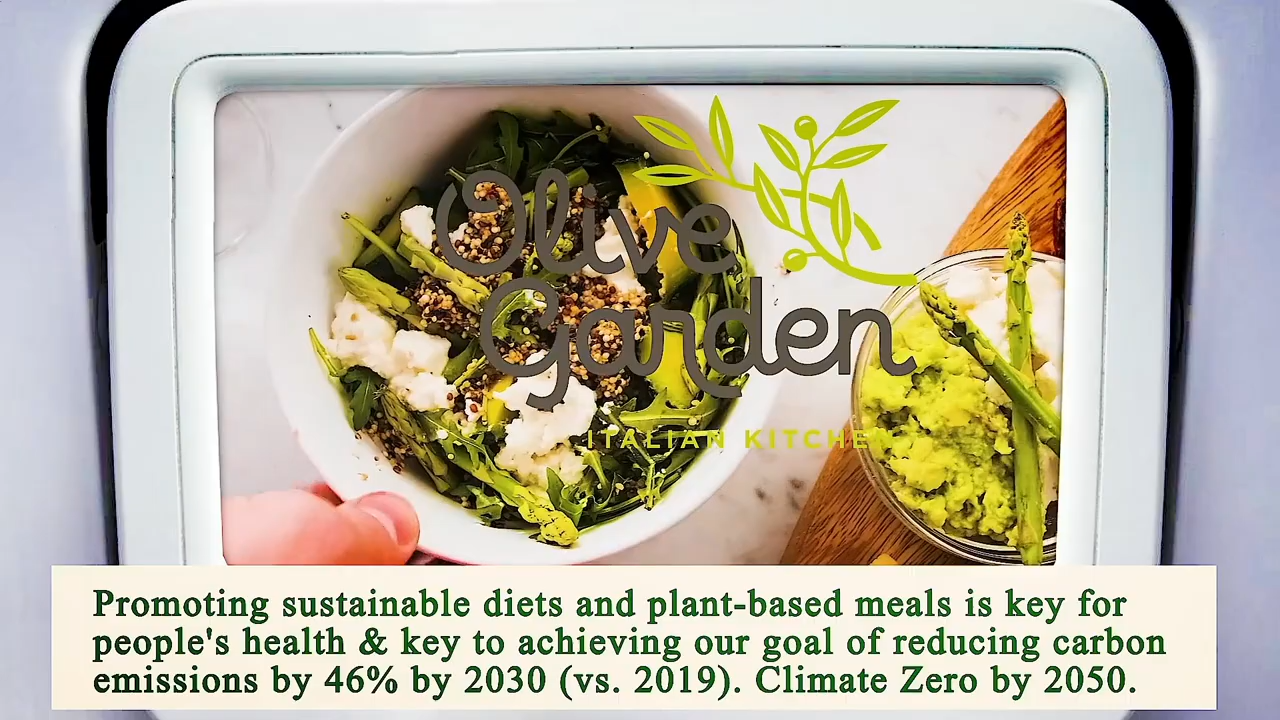 Olive
Garden
ITALIAN KITCHEN
Promoting sustainable diets and plant-based meals is key for
people's health & key to achieving our goal of reducing carbon
emissions by 46% by 2030 (vs. 2019). Climate Zero by 2050.